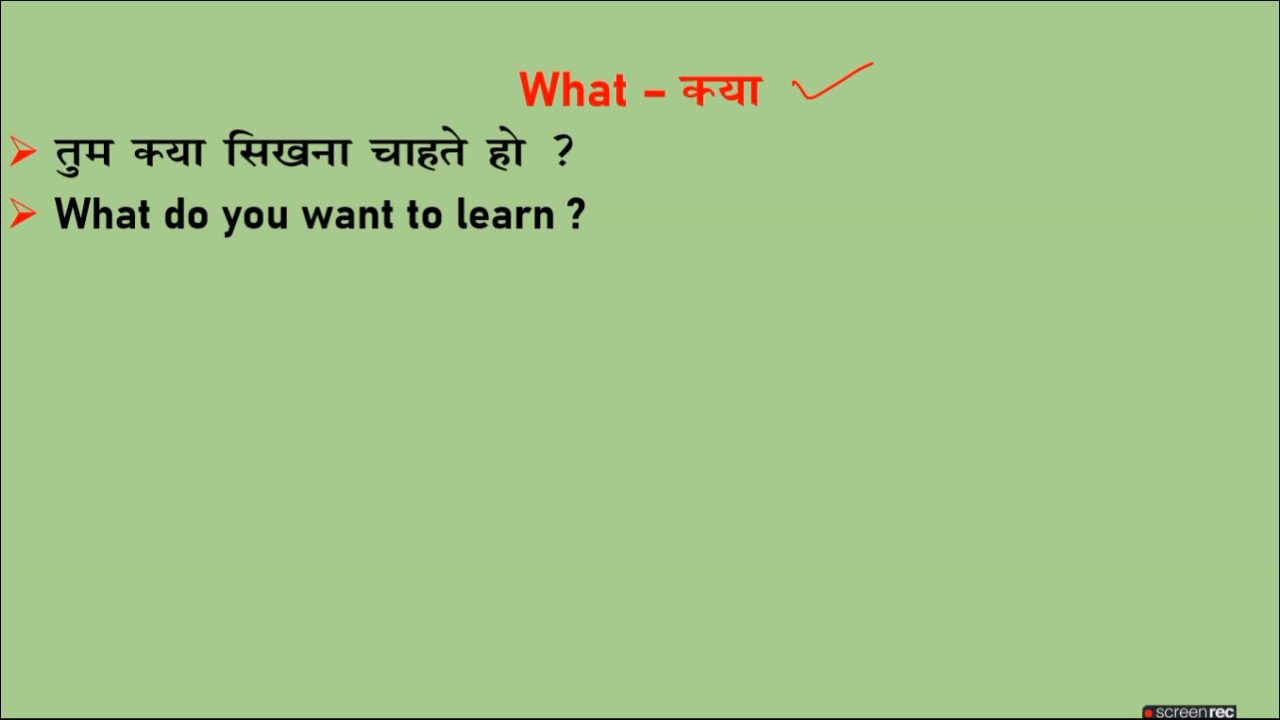 What – क्या
तुम क्या सिखना चाहते हो ?
What do you want to learn ?
screenrec